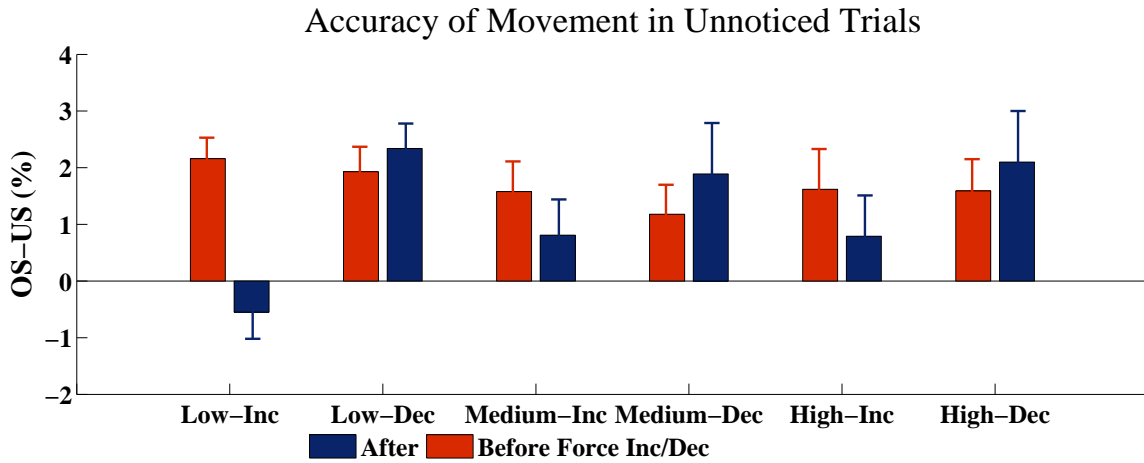 Accuracy of Movement in Unnoticed Trials
4
3
2
1
0
−1
−2
OS−US (%)
Low−Inc Low−Dec Medium−Inc Medium−Dec High−Inc High−Dec
After Before Force Inc/Dec